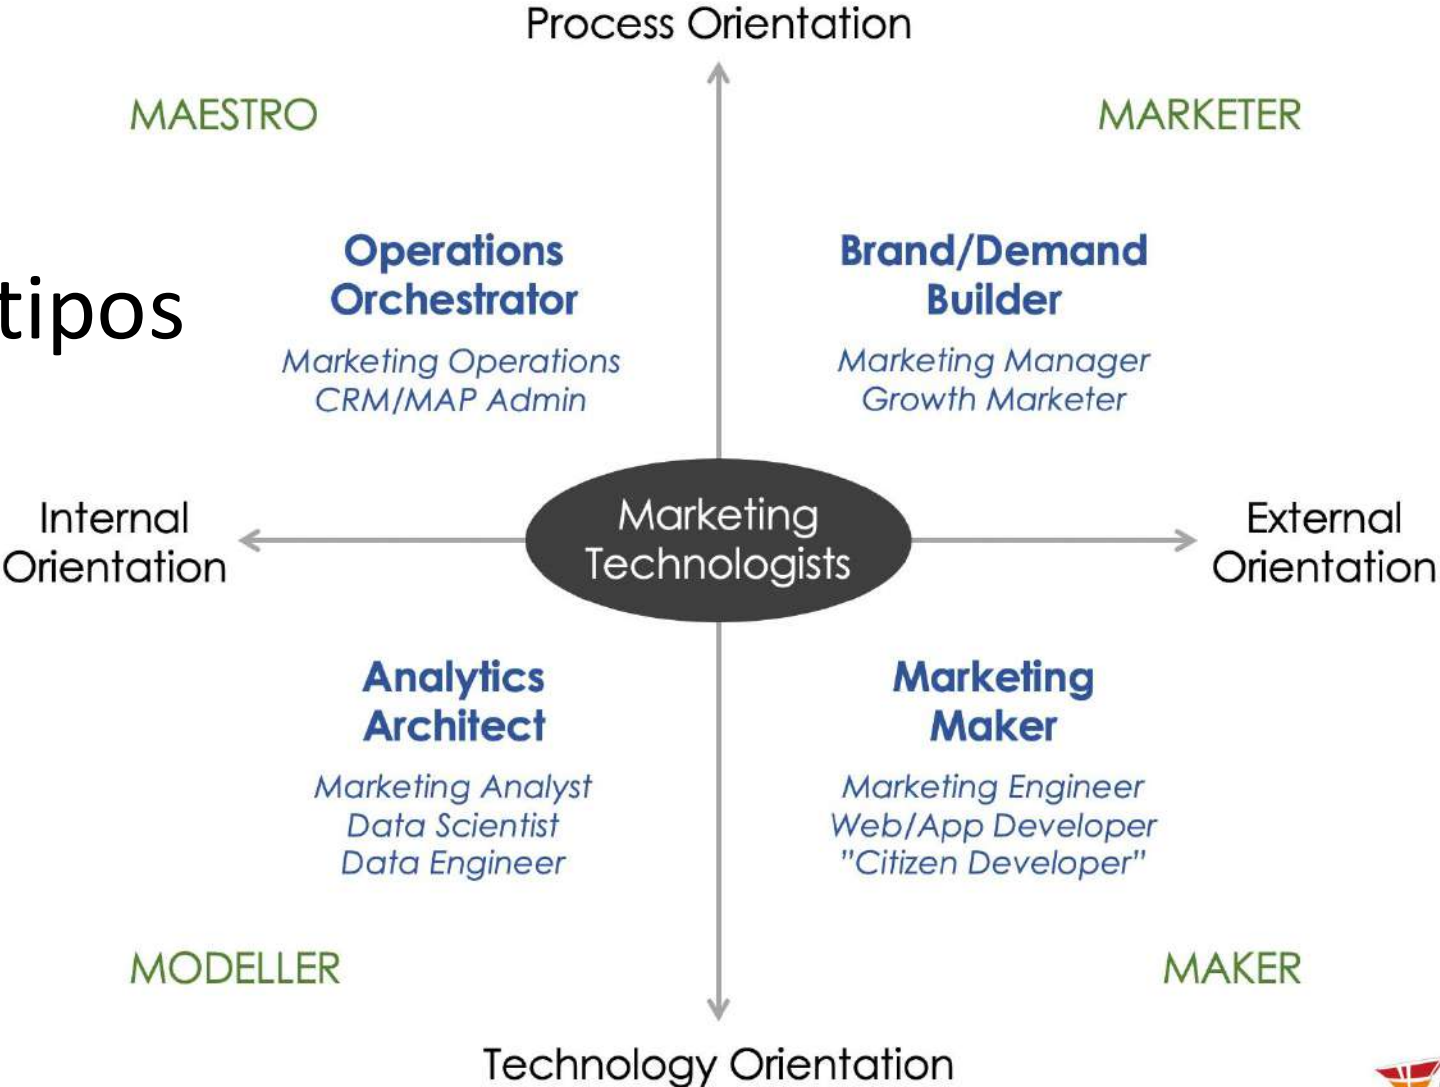 Process Orientation
MAESTRO
MARKETER
tipos
Operations
Orchestrator
Marketing Operations
CRM/MAP Admin
Brand/Demand
Builder
Marketing Manager
Growth Marketer
Internal
Orientation
Marketing
Technologists
External
Orientation
Analytics
Architect
Marketing Analyst
Data Scientist
Data Engineer
Marketing
Maker
Marketing Engineer
Web/App Developer
”Citizen Developer”
MODELLER
MAKER
Technology Orientation